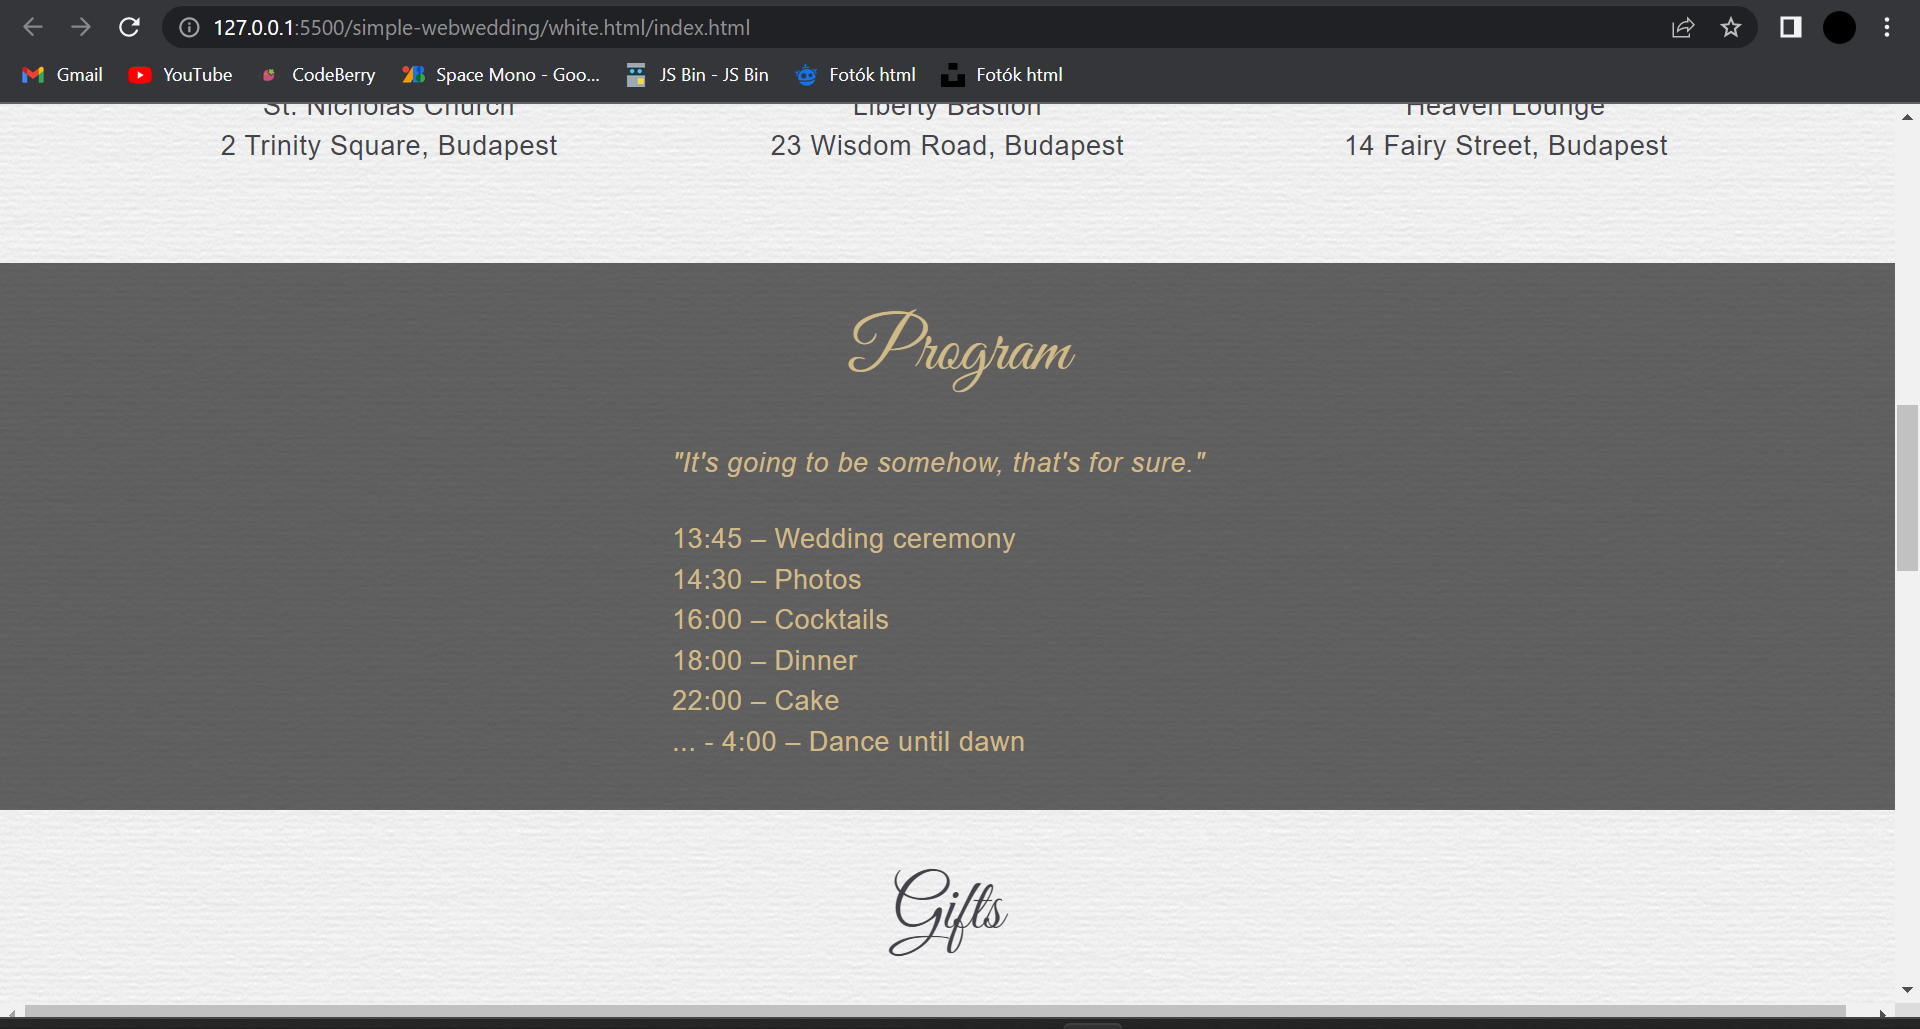 127.0.0.1:5500/simple-webwedding/white.html/index.html
Gmail YouTube CodeBerry Space Mono - Goo... JS Bin - JS Bin Fotók html Fotók html
St. Nicholas Church Liberty Bastion Heaven Lounge
2 Trinity Square, Budapest 23 Wisdom Road, Budapest 14 Fairy Street, Budapest
Program
"It's going to be somehow, that's for sure."
13:45 – Wedding ceremony
14:30 – Photos
16:00 – Cocktails
18:00 – Dinner
22:00 – Cake
... - 4:00 – Dance until dawn
Gifts